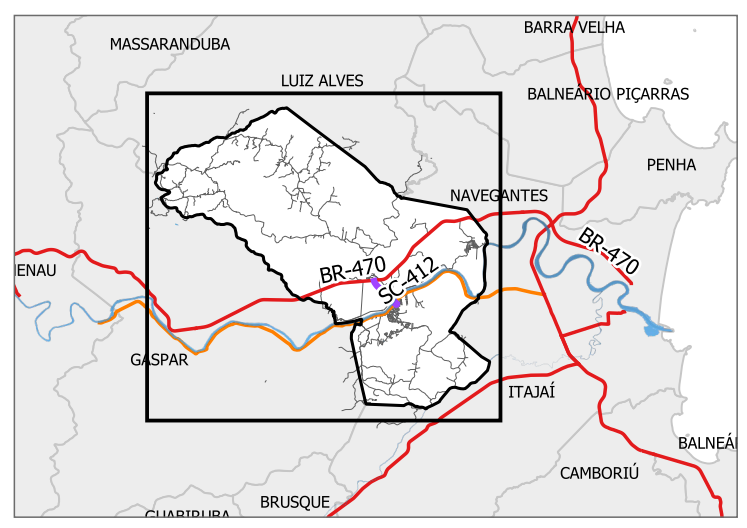 BARRA VELHA
MASSARANDUBA
LUIZ ALVES
BALNEÁRIO PIÇARRAS
PENHA
NAVEGANTES
BR-470
BR-470
SC-412
ENAU
GASPAR
ITAJAÍ
BALNEÁ
CAMBORIÚ
BRUSQUE
GUABIRUBA